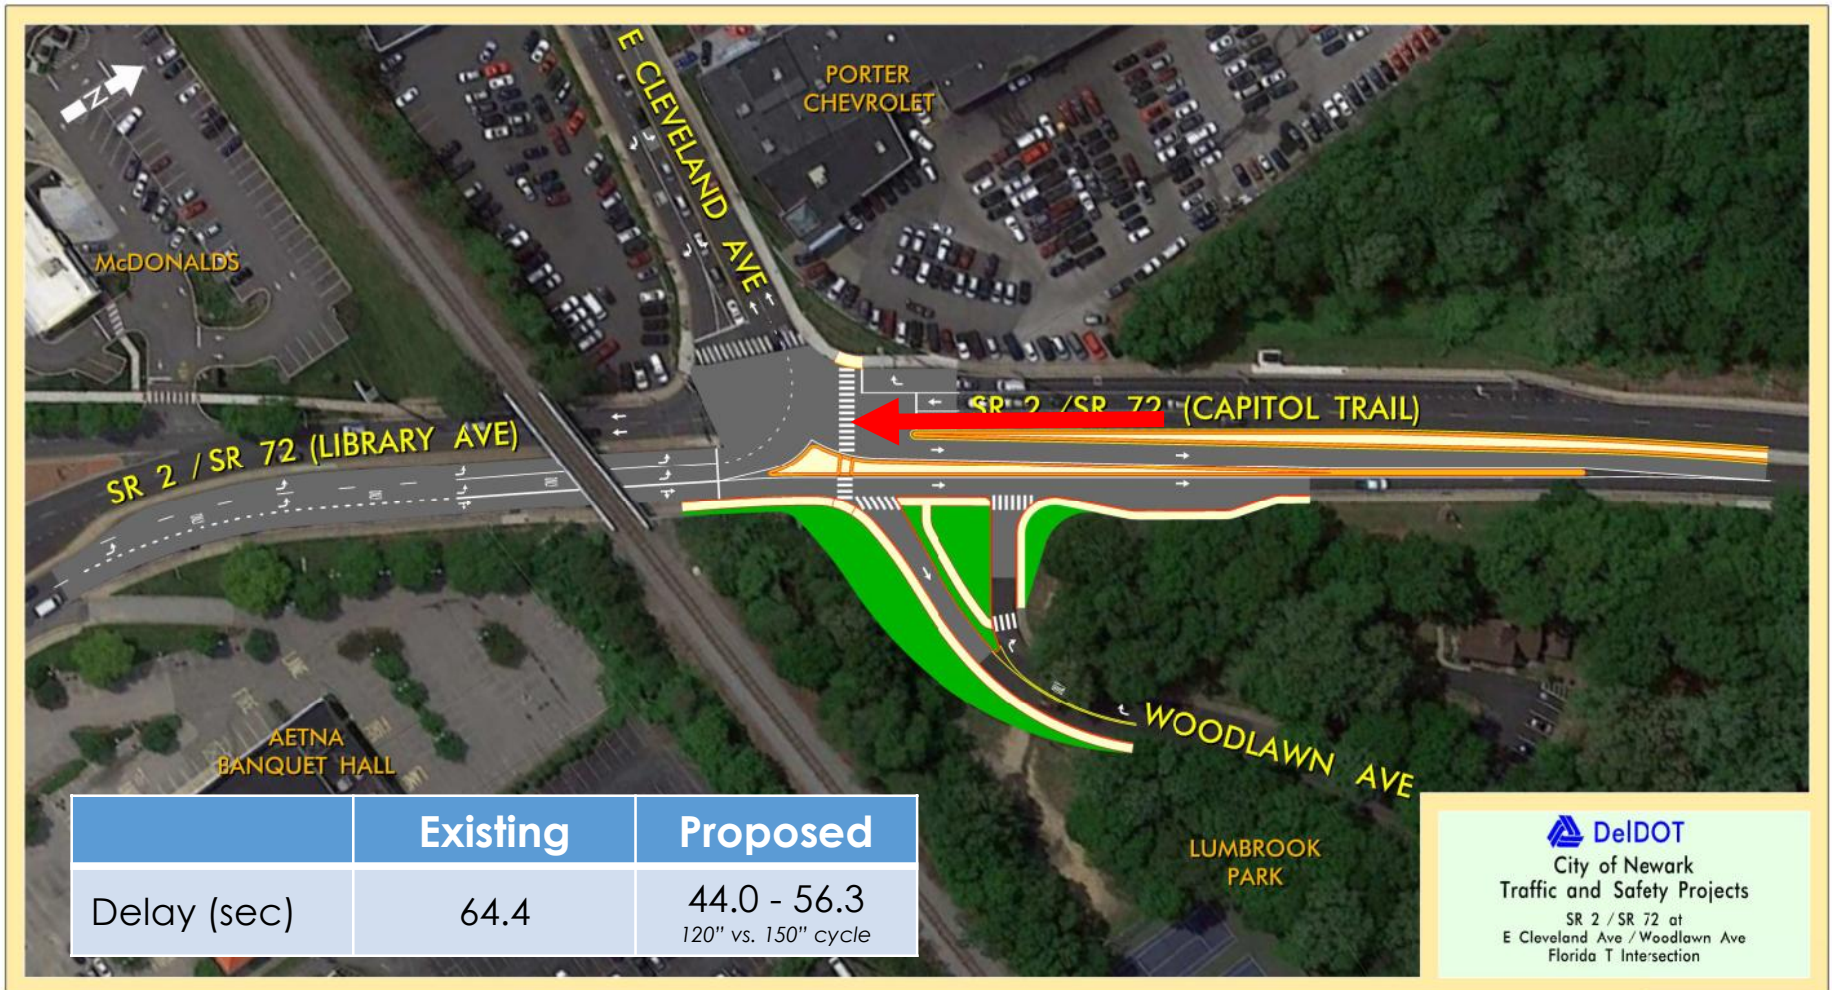 N
E CLEVELAND AVE
PORTER
CHEVROLET
McDONALDS
SR 2 / SR 72 (CAPITOL TRAIL)
SR 2 / SR 72 (LIBRARY AVE)
WOODLAWN AVE
AETNA
BANQUET HALL
LUMBROOK
PARK
Existing Proposed
Delay (sec) 64.4 44.0 - 56.3
120” vs. 150” cycle
DelDOT
City of Newark
Traffic and Safety Projects
SR 2 / SR 72 at
E Cleveland Ave / Woodlawn Ave
Florida T Intersection